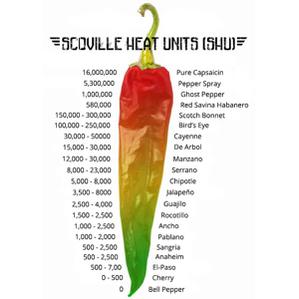 SCOVILLE HEAT UNITS (SHU)
16,000,000 Pure Capsaicin
5,300,000 Pepper Spray
1,000,000 Ghost Pepper
580,000 Red Savina Habanero
150,000 - 300,000 Scotch Bonnet
100,000 - 250,000 Bird's Eye
30,000 - 50000 Cayenne
15,000 - 30,000 De Arbol
12,000 - 30,000 Manzano
8,000 - 23,000 Serrano
5,000 - 8,000 Chipotle
3,500 - 8000 Jalapeño
2,500 - 5,000 Guajilo
1,500 - 2,500 Rocotillo
1,000 - 2,000 Ancho
1,000 - 2,000 Pablano
500 - 2,500 Sangria
500 - 2,500 Anaheim
500 - 7,00 El-Paso
0 - 500 Cherry
0 Bell Pepper